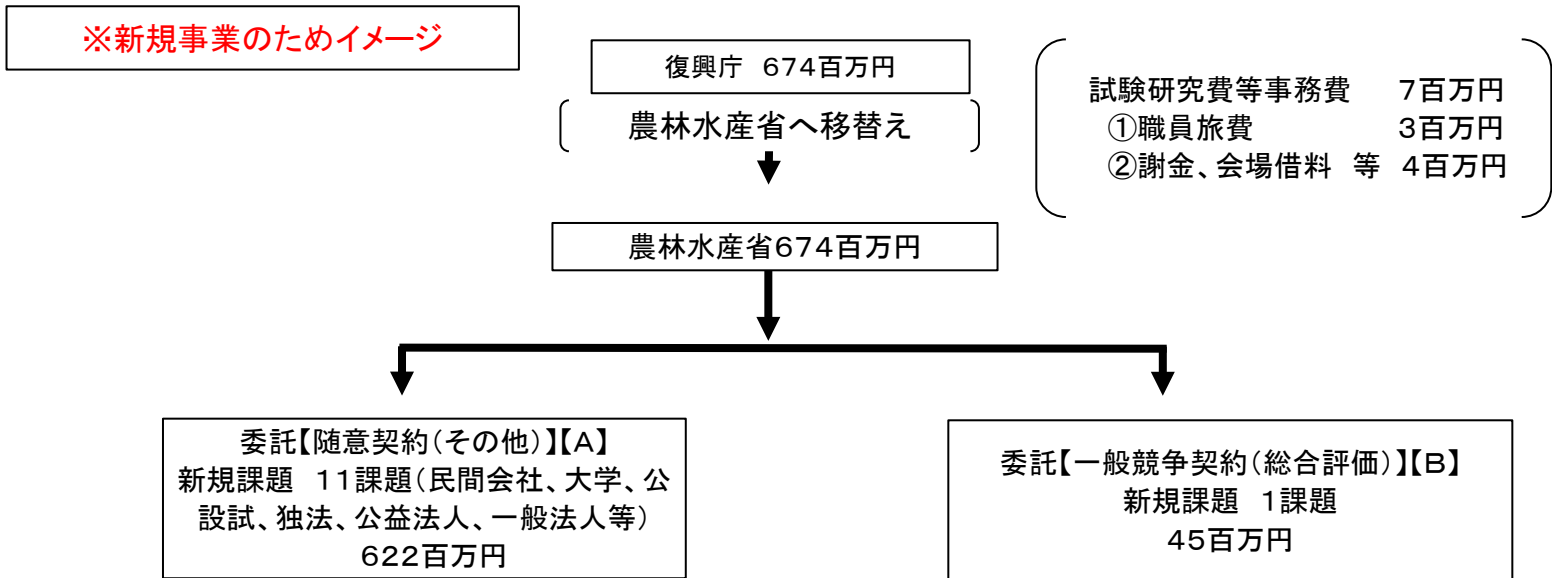 ※新規事業のためイメージ
復興庁 674百万円
農林水産省へ移替え
試験研究費等事務費 7百万円
①職員旅費 3百万円
②謝金、会場借料 等 4百万円
農林水産省674百万円
委託【随意契約(その他)】【A】
新規課題 11課題(民間会社、大学、公
設試、独法、公益法人、一般法人等)
622百万円
委託【一般競争契約(総合評価)】【B】
新規課題 1課題
45百万円